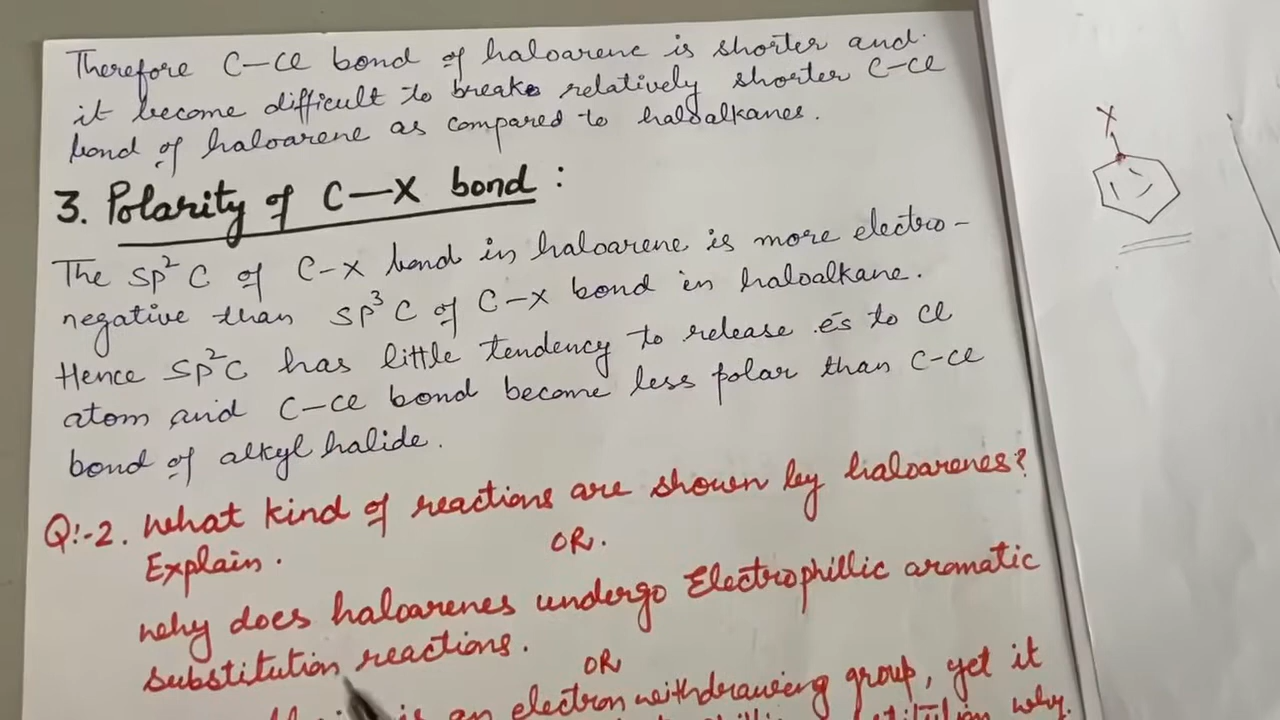 Therefore C-Cl bond of haloarene is shorter and
it become difficult to break relatively shorter C-Cl
bond of haloarene as compared to haloalkanes.
3. Polarity of C-X bond :
The sp² C of C-X bond in haloarene is more electro-
negative than sp³ C of C-X bond in haloalkane.
Hence sp²C has little tendency to release es to Cl
atom and C-Cl bond become less polar than C-Cl
bond of alkyl halide.
Q:-2. What kind of reactions are shown by haloarenes?
Explain.
OR.
why does haloarenes undergo Electrophillic aromatic
substitution reactions.
OR
is an electron withdrawing group, yet it
why.
X